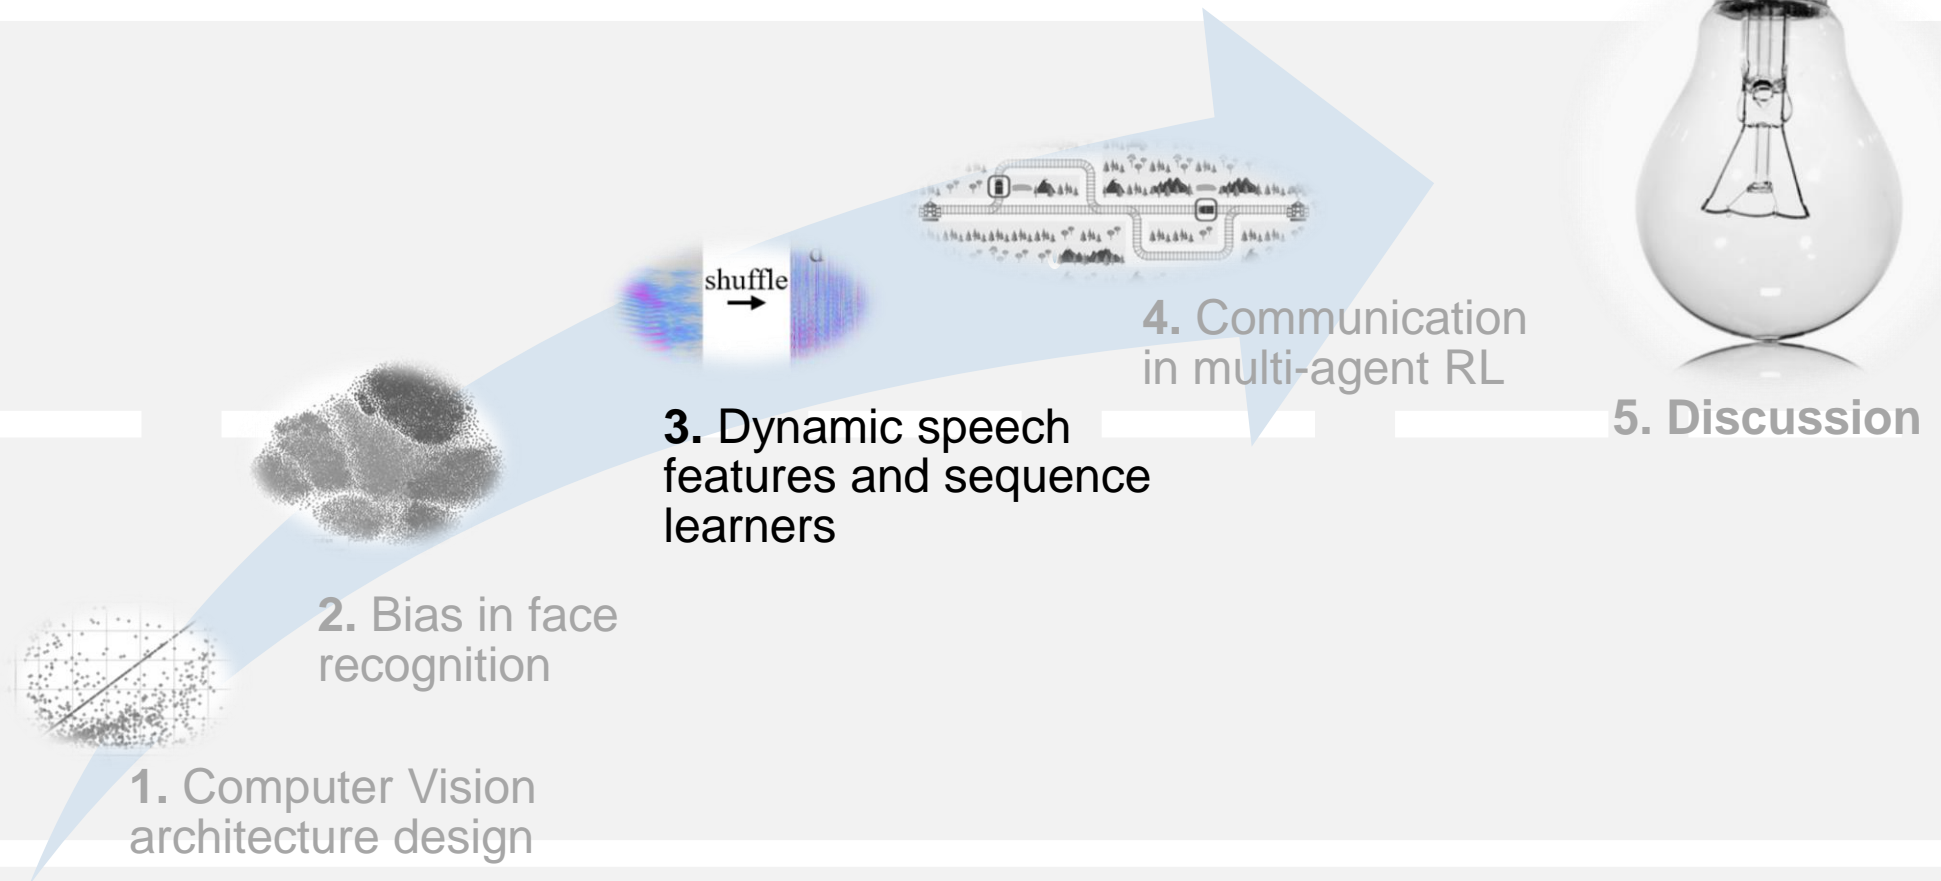 1. Computer Vision
architecture design
2. Bias in face
recognition
shuffle
d
3. Dynamic speech
features and sequence
learners
4. Communication
in multi-agent RL
5. Discussion